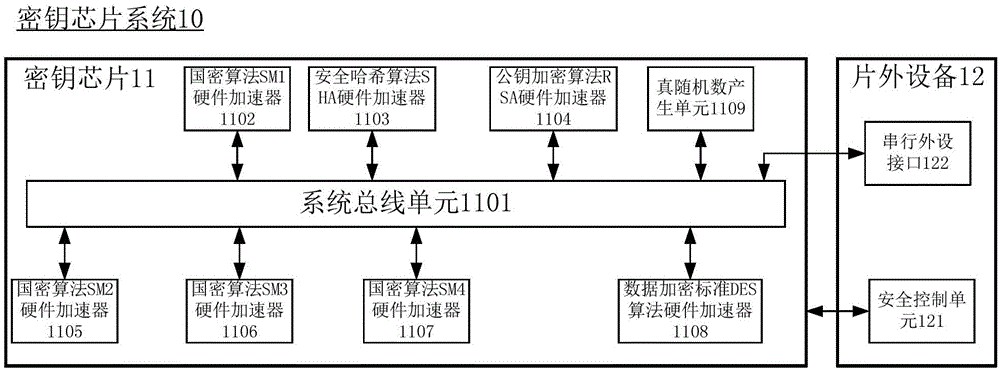 密钥芯片系统10
密钥芯片11
片外设备12
国密算法SM1
硬件加速器
1102
安全哈希算法S
HA硬件加速器
1103
公钥加密算法R
SA硬件加速器
1104
真随机数产
生单元1109
串行外设
接口122
系统总线单元1101
国密算法SM2
硬件加速器
1105
国密算法SM3
硬件加速器
1106
国密算法SM4
硬件加速器
1107
数据加密标准DES
算法硬件加速器
1108
安全控制单
元121